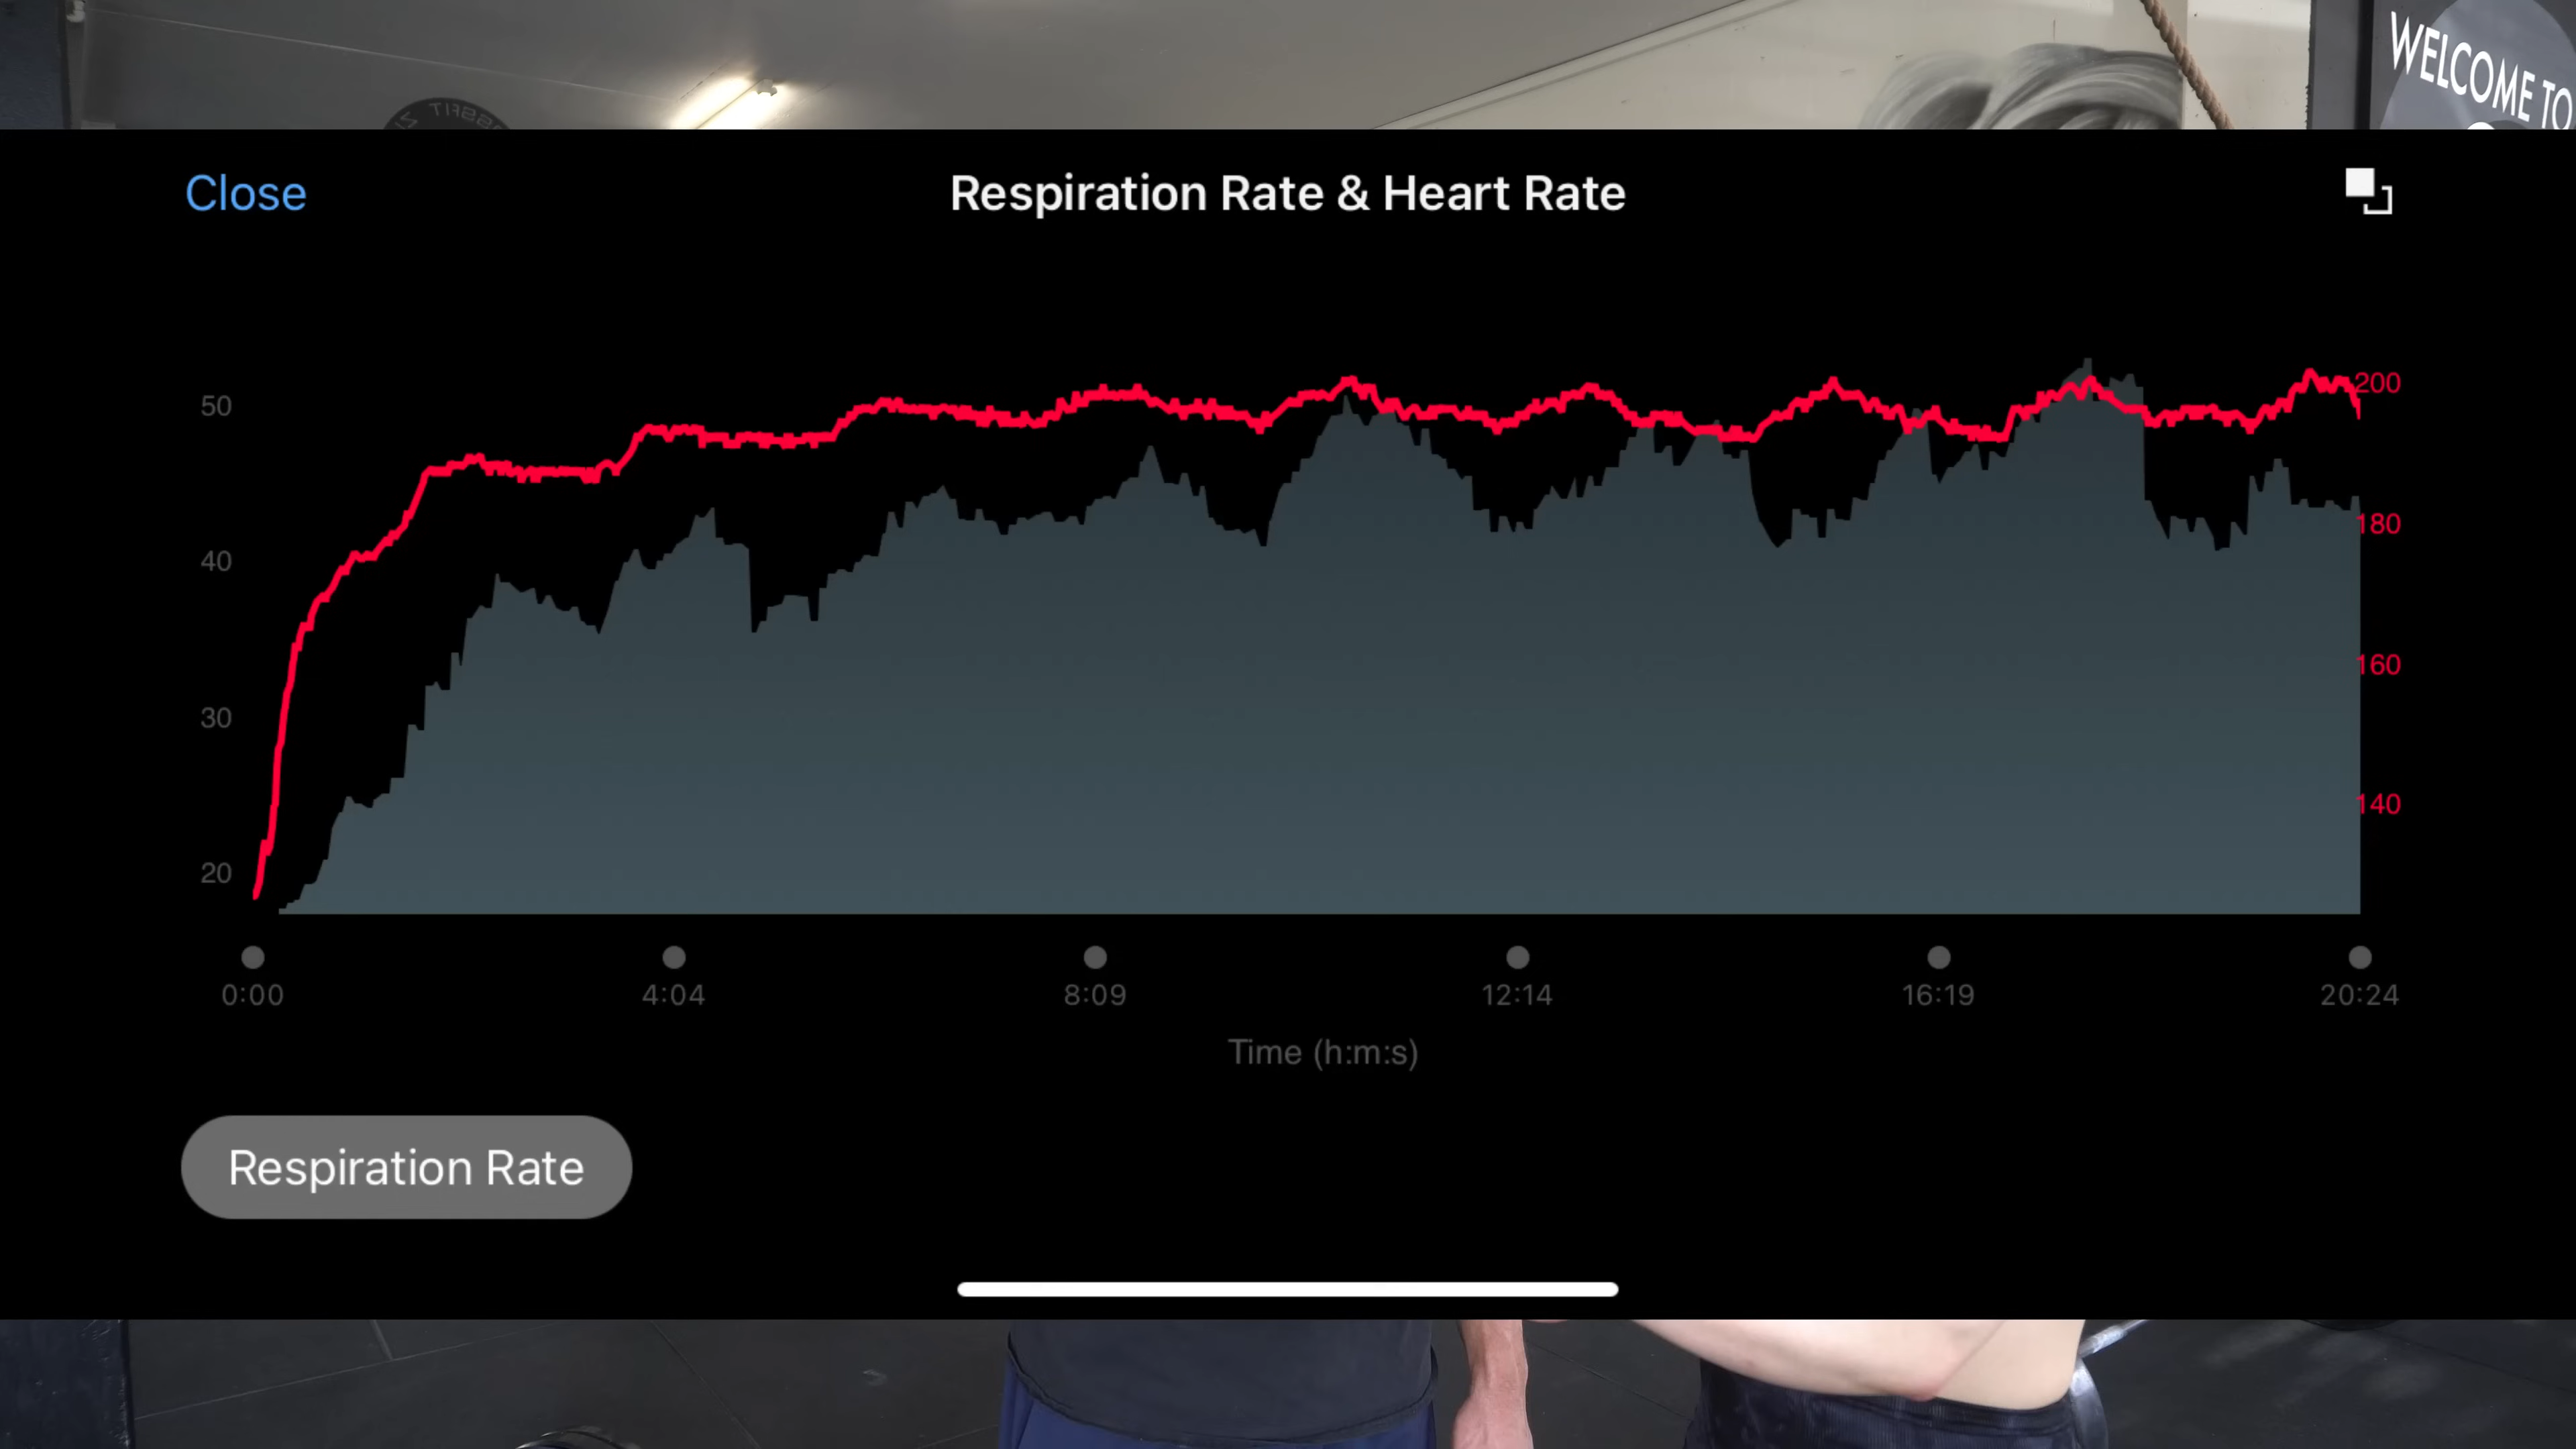 WELCOME TO
Close
Respiration Rate & Heart Rate
50
40
30
20
200
180
160
140
0:00
4:04
8:09
12:14
16:19
20:24
Time (h:m:s)
Respiration Rate